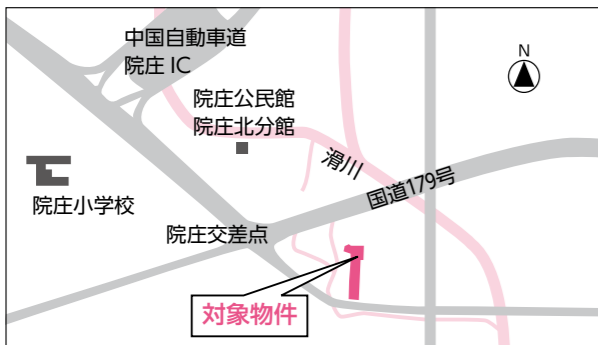 中国自動車道
院庄 IC
N
院庄公民館
院庄北分館
滑川
国道179号
院庄小学校
院庄交差点
対象物件